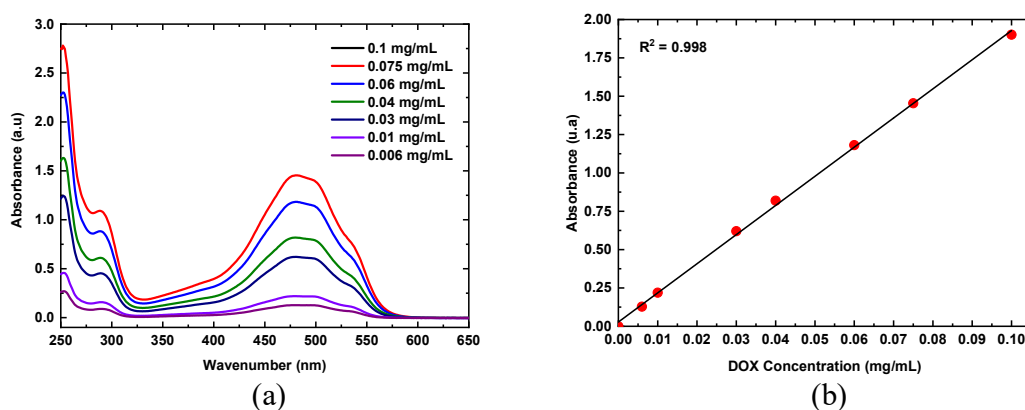 (a)
3.0
2.5
2.0
1.5
1.0
0.5
0.0
Absorbance (a.u)
0.1 mg/mL
0.075 mg/mL
0.06 mg/mL
0.04 mg/mL
0.03 mg/mL
0.01 mg/mL
0.006 mg/mL
250 300 350 400 450 500 550 600 650
Wavenumber (nm)
(a)
(b)
2.00
1.75
1.50
1.25
1.00
0.75
0.50
0.25
0.00
Absorbance (u.a)
R² = 0.998
0.00 0.01 0.02 0.03 0.04 0.05 0.06 0.07 0.08 0.09 0.10
DOX Concentration (mg/mL)
(b)